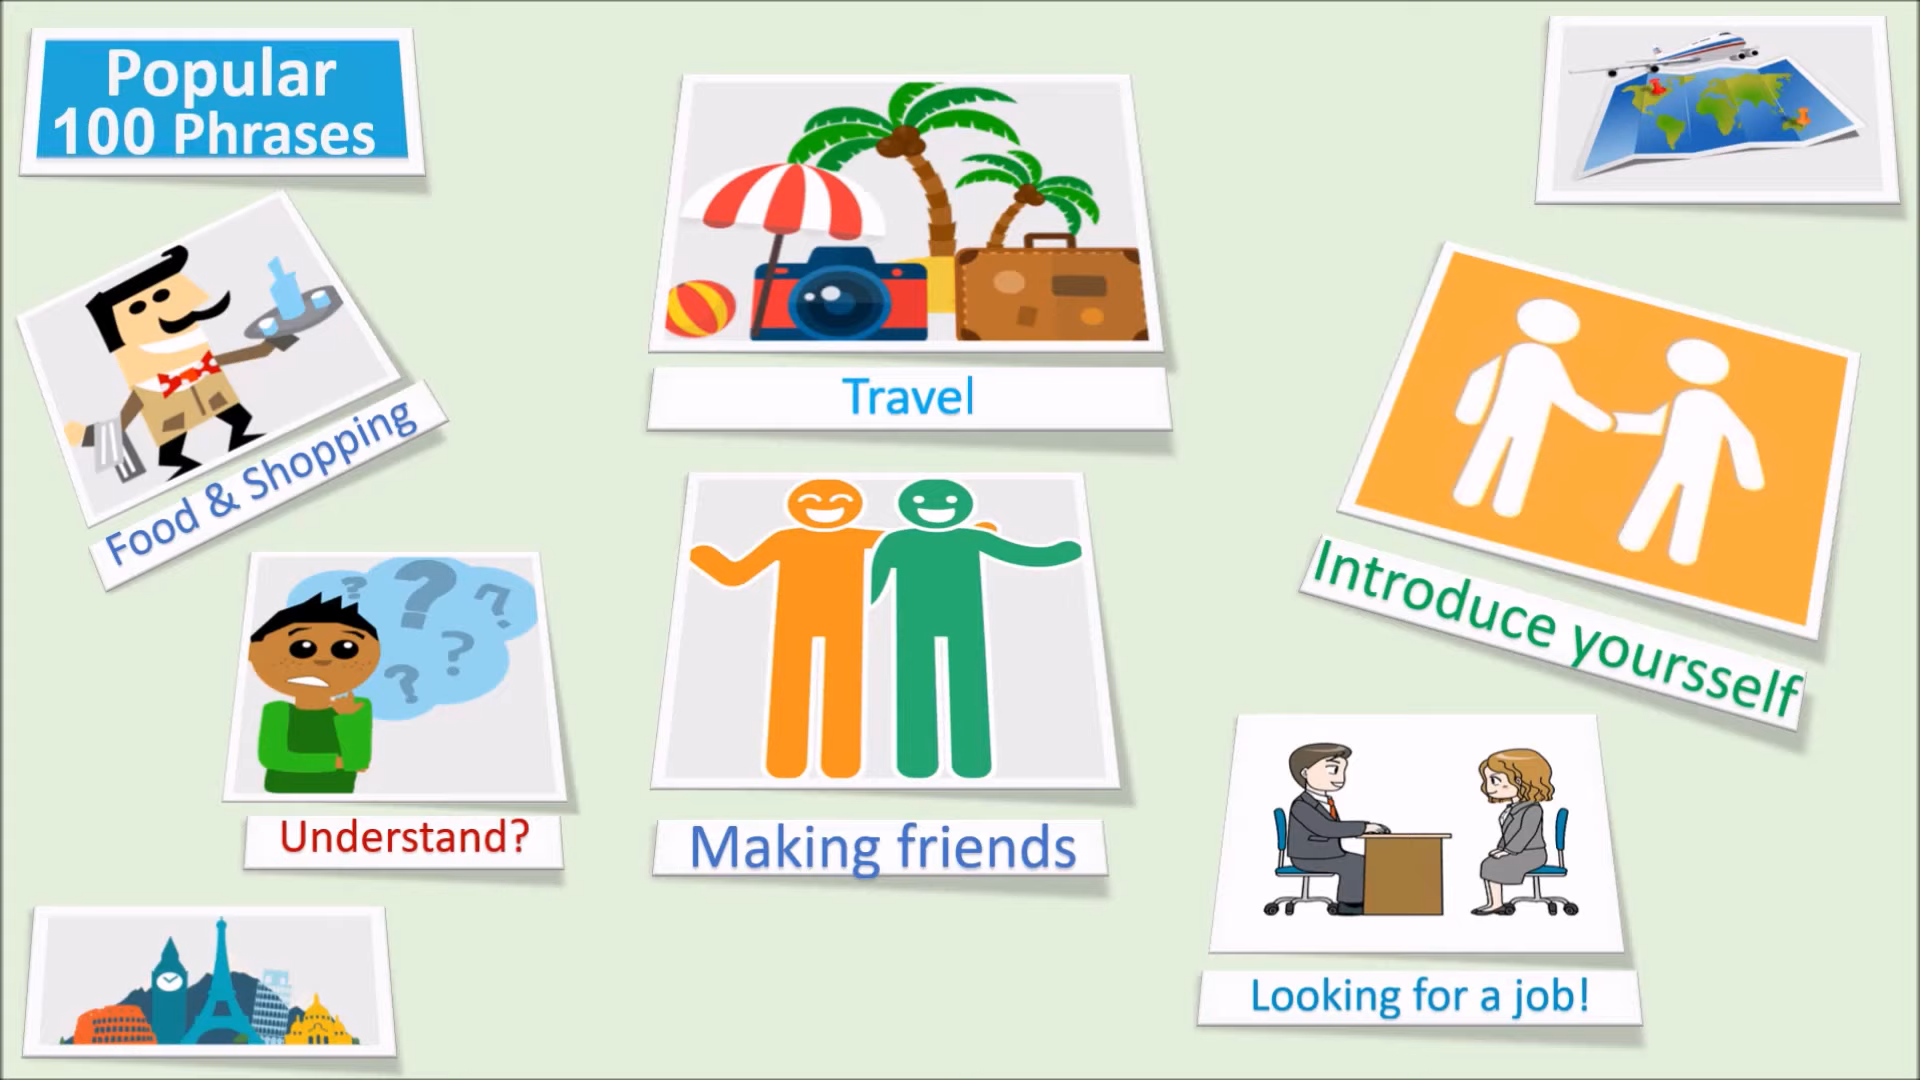 Popular
100 Phrases
Travel
Food & Shopping
Introduce yoursself
Understand?
Making friends
Looking for a job!